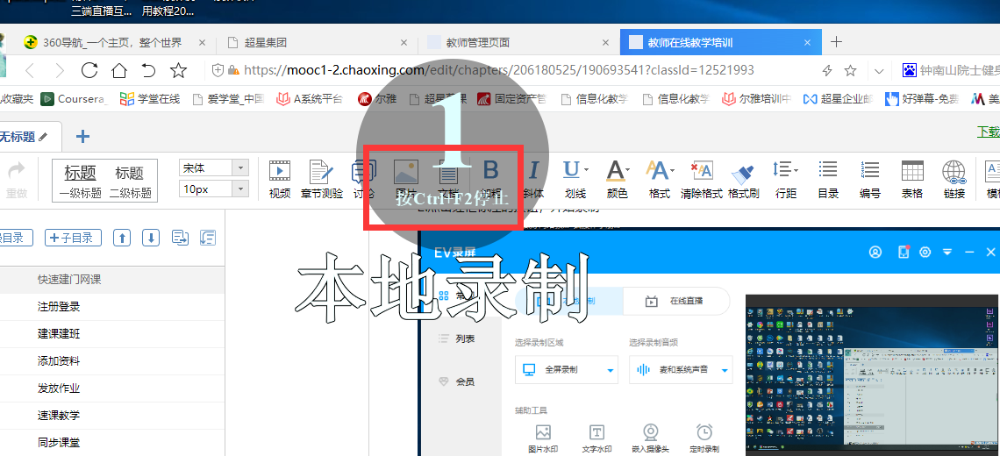 三端直播互... 用教程20...
360导航_一个主页，整个世界
超星集团
教师管理页面
教师在线教学培训
https://mooc1-2.chaoxing.com/edit/chapters/206180525/190693541?classId=12521993
钟南山院士健身
收藏夹
Coursera_
学堂在线
爱学堂_中国
A系统平台
尔雅
固定资产管
信息化教学
信息化教学
尔雅培训中
超星企业邮
好弹幕-免费
无标题
下载
重做
标题
一级标题
标题
二级标题
宋体
10px
视频
章节测验
讨论
图片
文档
加粗
斜体
划线
颜色
格式
清除格式
格式刷
行距
目录
编号
表格
链接
1
按Ctrl+F2停止
目录
子目录
EV录屏
本地录制
快速建门网课
注册登录
建课建班
添加资料
发放作业
速课教学
同步课堂
列表
会员
在线直播
选择录制区域
选择录制音频
全屏录制
麦和系统声音
辅助工具
图片水印
文字水印
嵌入摄像头
定时录制